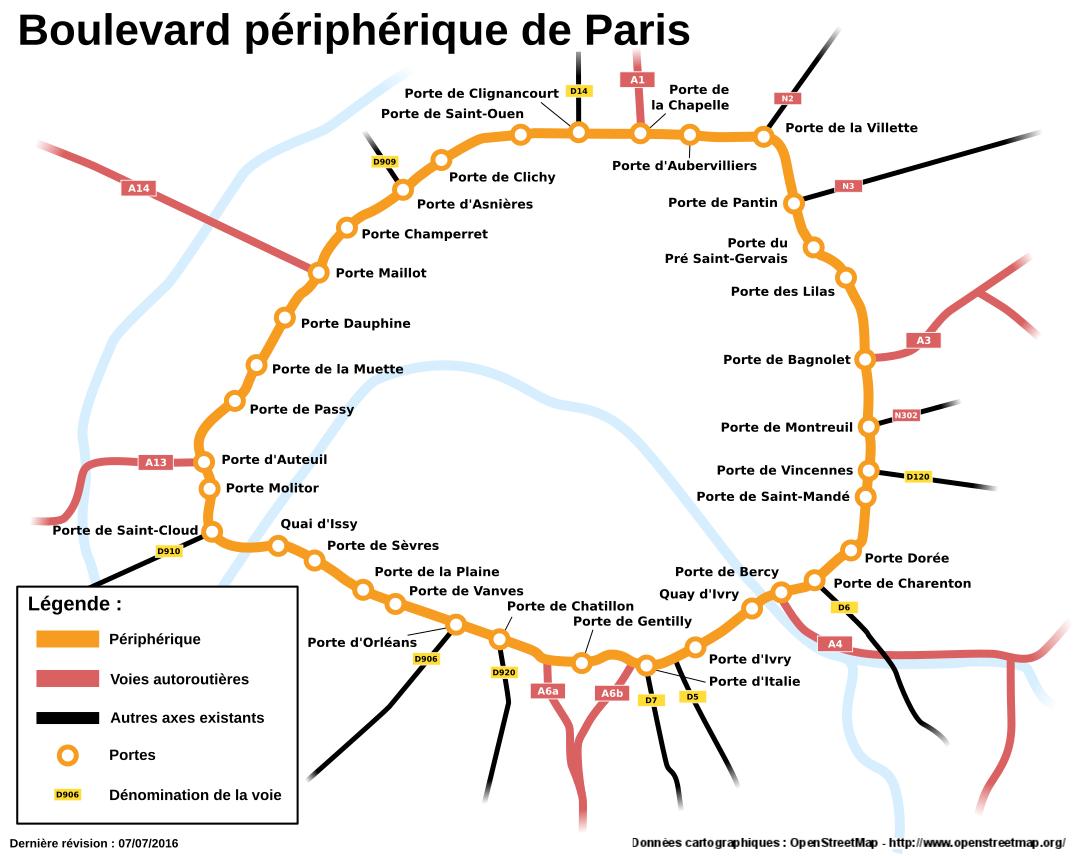 Boulevard périphérique de Paris
A1
Porte de Clignancourt
D14
Porte de
la Chapelle
N2
Porte de Saint-Ouen
Porte de la Villette
D909
Porte d'Aubervilliers
Porte de Clichy
A14
N3
Porte d'Asnières
Porte de Pantin
Porte Champerret
Porte du
Pré Saint-Gervais
Porte Maillot
Porte des Lilas
Porte Dauphine
A3
Porte de Bagnolet
Porte de la Muette
Porte de Passy
N302
Porte de Montreuil
Porte d'Auteuil
A13
Porte de Vincennes
D120
Porte Molitor
Porte de Saint-Mandé
Quai d'Issy
Porte de Saint-Cloud
D910
Porte de Sèvres
Porte Dorée
Porte de la Plaine
Porte de Bercy
Porte de Charenton
Porte de Vanves
Quay d'Ivry
Porte de Chatillon
D6
Porte de Gentilly
Porte d'Orléans
A4
D906
Porte d'Ivry
D920
Porte d'Italie
A6a
A6b
D7
D5
Légende :
Périphérique
Voies autoroutières
Autres axes existants
Portes
D906
Dénomination de la voie
Dernière révision : 07/07/2016
Données cartographiques : OpenStreetMap - http://www.openstreetmap.org/